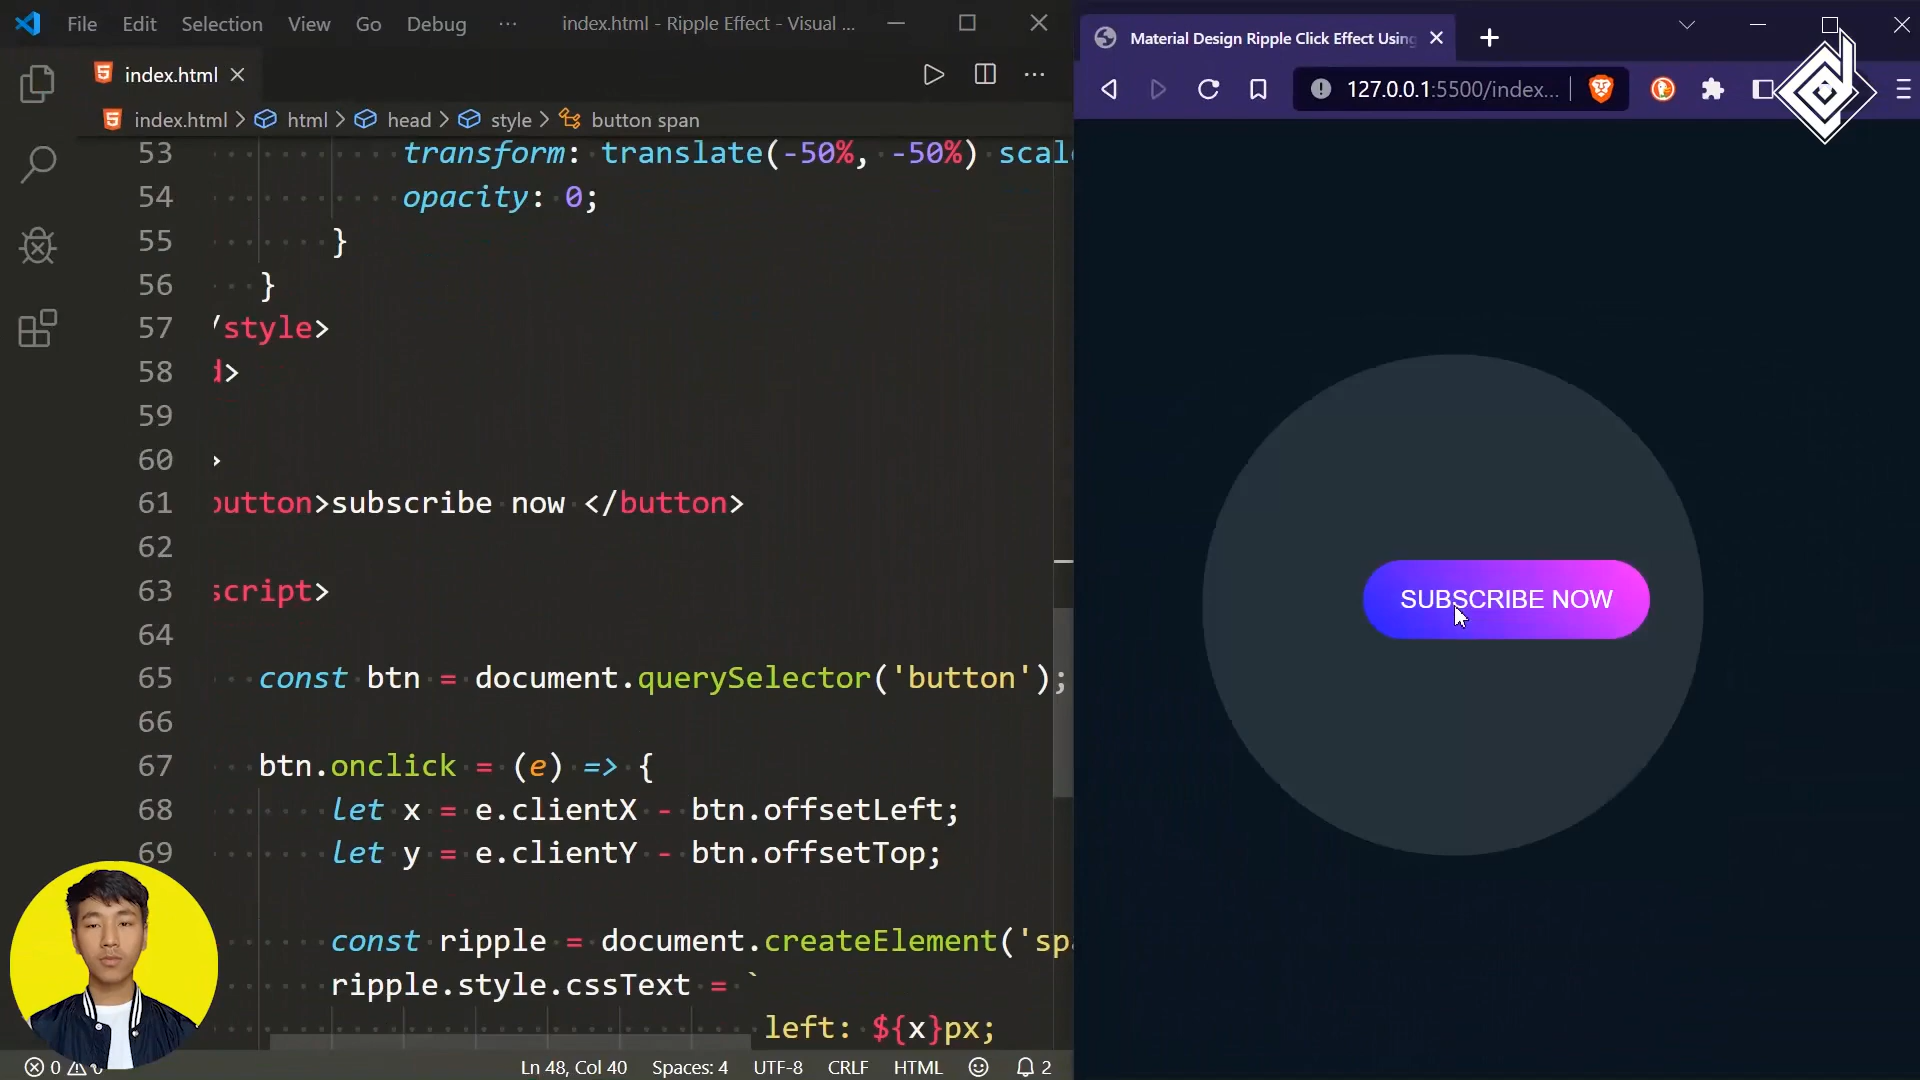 File Edit Selection View Go Debug ··· index.html - Ripple Effect - Visual ...
index.html
index.html > html > head > style > button span
53 transform: translate(-50%, -50%) scal
54 opacity: 0;
55 }
56 }
57 /style>
58 d>
59
60 >
61 button>subscribe now </button>
62
63 script>
64
65 const btn = document.querySelector('button');
66
67 btn.onclick = (e) => {
68 let x = e.clientX - btn.offsetLeft;
69 let y = e.clientY - btn.offsetTop;
const ripple = document.createElement('spa
ripple.style.cssText = `
left: ${x}px;
0 Ln 48, Col 40 Spaces: 4 UTF-8 CRLF HTML 2
Material Design Ripple Click Effect Using
127.0.0.1:5500/index...
SUBSCRIBE NOW